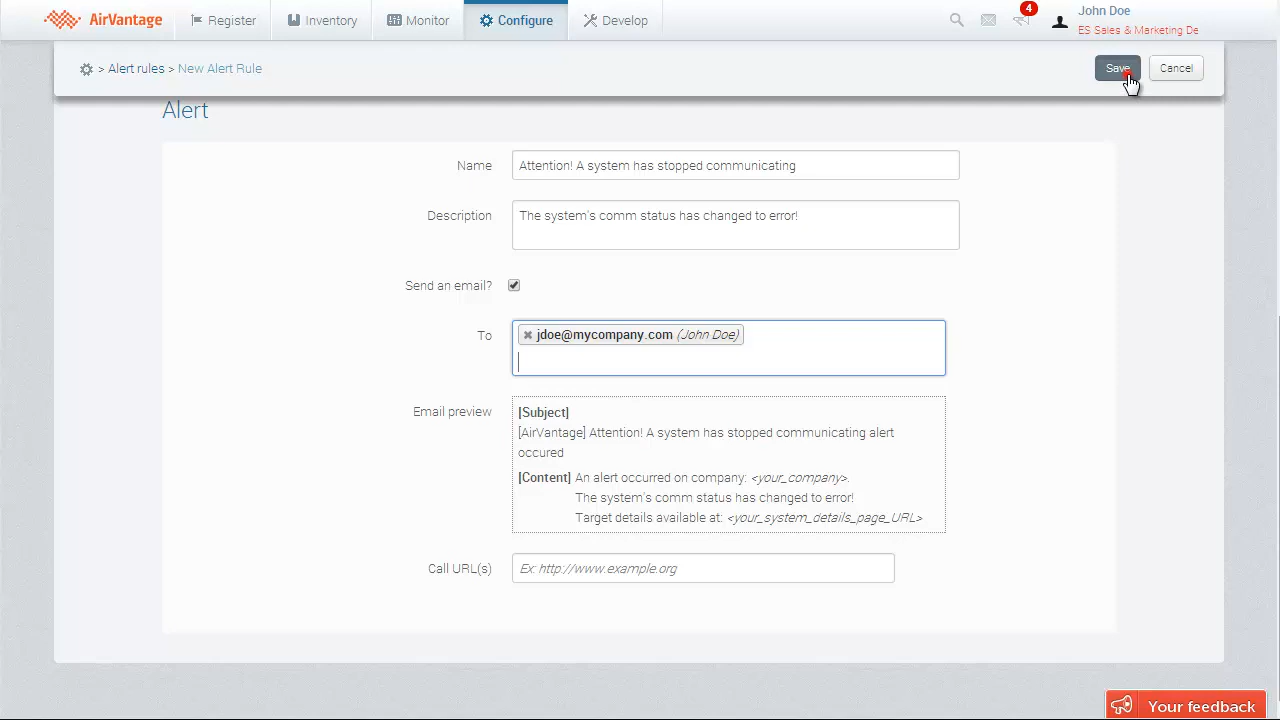 AirVantage
Register
Inventory
Monitor
Configure
Develop
4
John Doe
ES Sales & Marketing De
> Alert rules > New Alert Rule
Save
Cancel
Alert
Name
Attention! A system has stopped communicating
Description
The system's comm status has changed to error!
Send an email?
To
jdoe@mycompany.com (John Doe)
Email preview
[Subject]
[AirVantage] Attention! A system has stopped communicating alert
occured
[Content] An alert occurred on company: <your_company>.
The system's comm status has changed to error!
Target details available at: <your_system_details_page_URL>
Call URL(s)
Ex: http://www.example.org
Your feedback